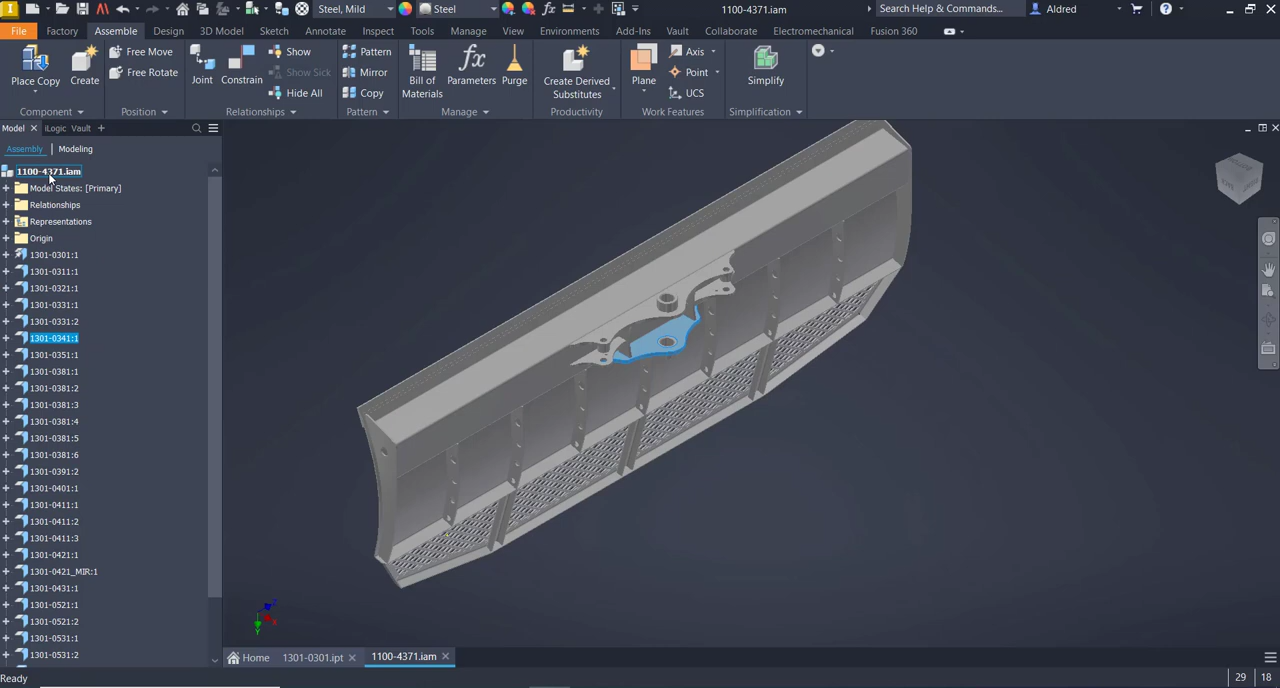 I PRO Steel, Mild Steel fx 1100-4371.iam Search Help & Commands... Aldred ?
File Factory Assemble Design 3D Model Sketch Annotate Inspect Tools Manage View Environments Add-Ins Vault Collaborate Electromechanical Fusion 360
Place Copy
Create
Free Move
Free Rotate
Joint
Constrain
Show
Show Sick
Hide All
Pattern
Mirror
Copy
Bill of
Materials
fx
Parameters
Purge
Create Derived
Substitutes
Plane
Axis
Point
UCS
Simplify
Component Position Relationships Pattern Manage Productivity Work Features Simplification
Model iLogic Vault
Assembly | Modeling
1100-4371.iam
Model States: [Primary]
Relationships
Representations
Origin
1301-0301:1
1301-0311:1
1301-0321:1
1301-0331:1
1301-0331:2
1301-0341:1
1301-0351:1
1301-0381:1
1301-0381:2
1301-0381:3
1301-0381:4
1301-0381:5
1301-0381:6
1301-0391:2
1301-0401:1
1301-0411:1
1301-0411:2
1301-0411:3
1301-0421:1
1301-0421_MIR:1
1301-0431:1
1301-0521:1
1301-0521:2
1301-0531:1
1301-0531:2
Z
X
Y
Home 1301-0301.ipt 1100-4371.iam
Ready 29 18